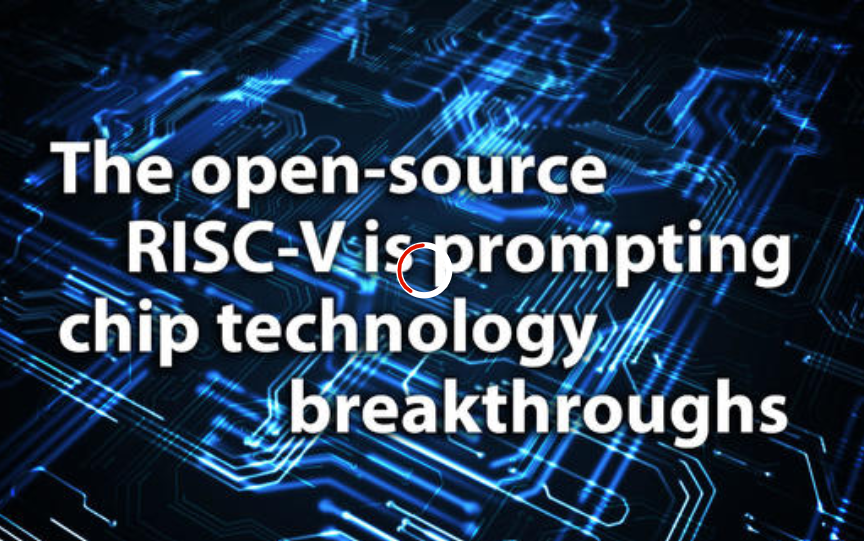 The open-source
RISC-V is prompting
chip technology
breakthroughs